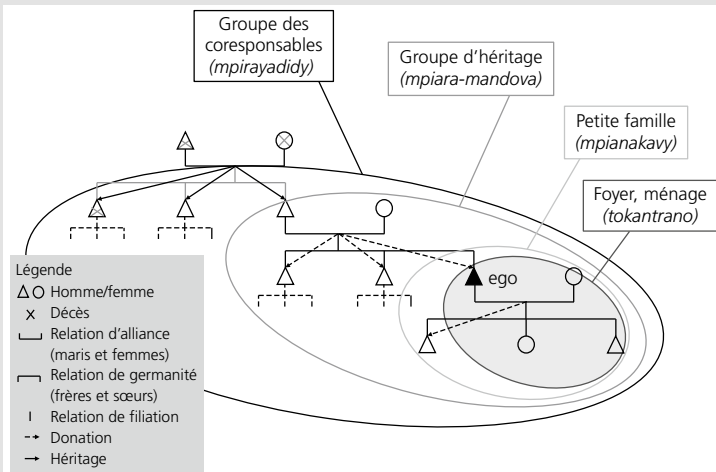 Groupe des
coresponsables
(mpirayadidy)
Groupe d'héritage
(mpiara-mandova)
Petite famille
(mpianakavy)
Foyer, ménage
(tokantrano)
ego
Légende
Homme/femme
Décès
Relation d'alliance
(maris et femmes)
Relation de germanité
(frères et sœurs)
Relation de filiation
Donation
Héritage